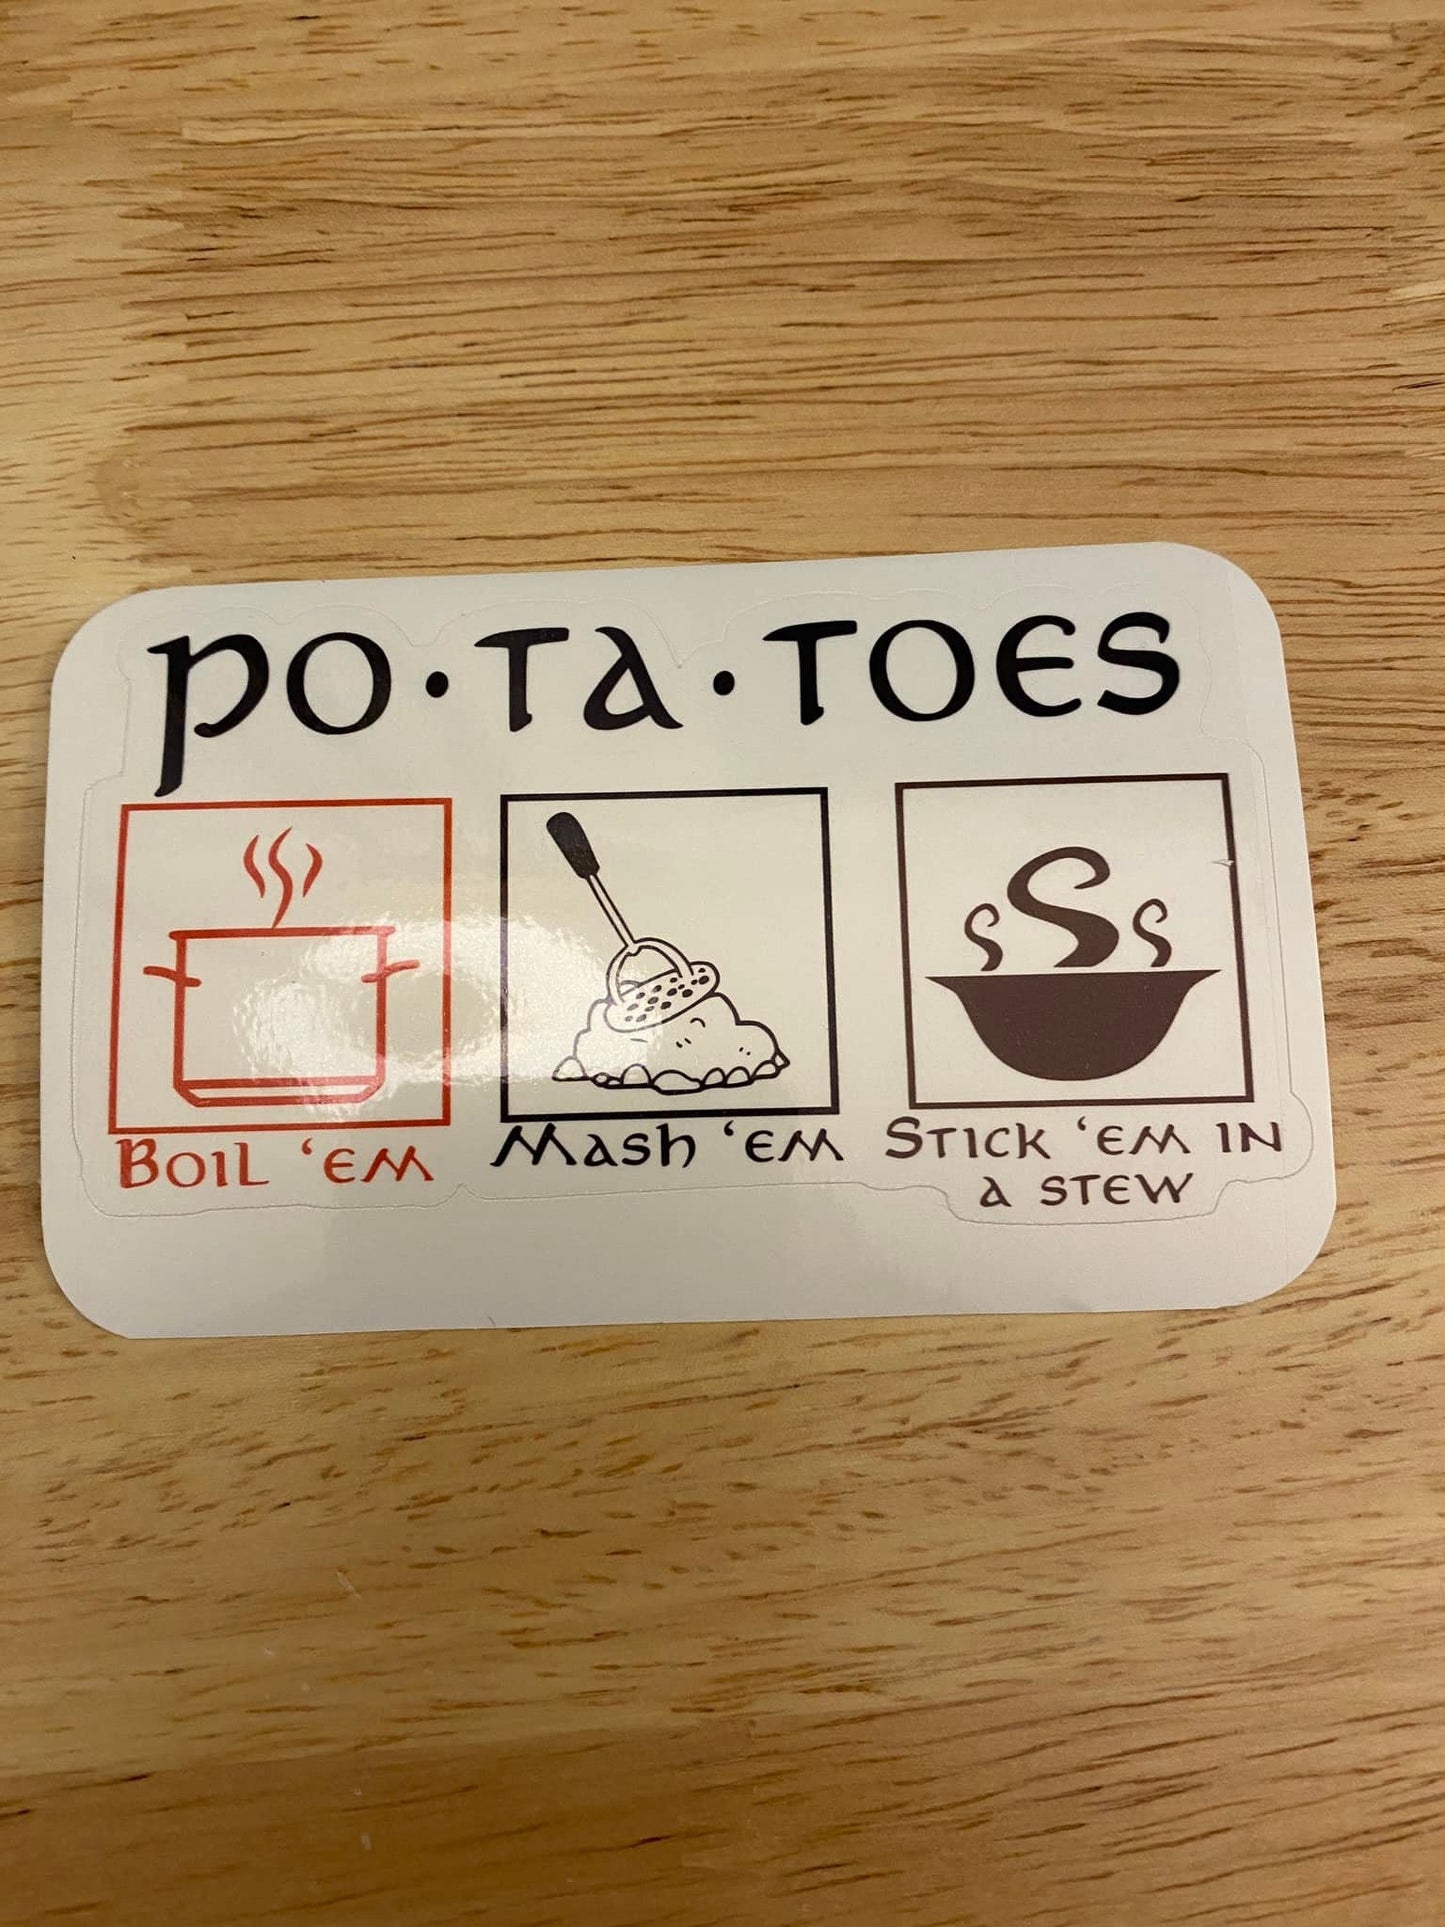 PO·TA·TOES
BOIL 'EM
MASH 'EM
STICK 'EM IN
A STEW